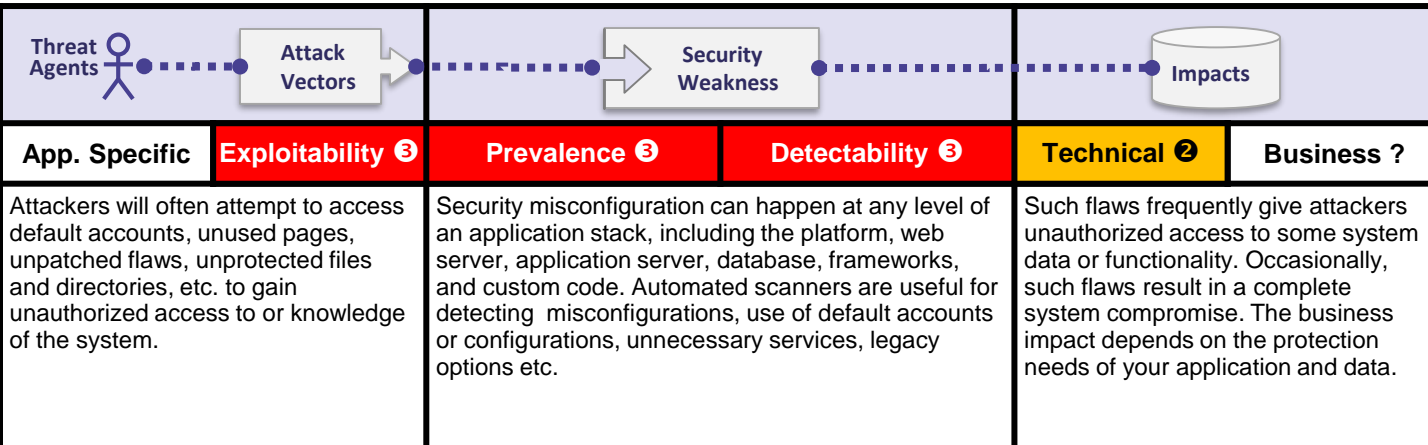 Threat
Agents
Attack
Vectors
Security
Weakness
Impacts
App. Specific
Exploitability ❸
Prevalence ❸
Detectability ❸
Technical ❷
Business ?
Attackers will often attempt to access
default accounts, unused pages,
unpatched flaws, unprotected files
and directories, etc. to gain
unauthorized access to or knowledge
of the system.
Security misconfiguration can happen at any level of
an application stack, including the platform, web
server, application server, database, frameworks,
and custom code. Automated scanners are useful for
detecting  misconfigurations, use of default accounts
or configurations, unnecessary services, legacy
options etc.
Such flaws frequently give attackers
unauthorized access to some system
data or functionality. Occasionally,
such flaws result in a complete
system compromise. The business
impact depends on the protection
needs of your application and data.